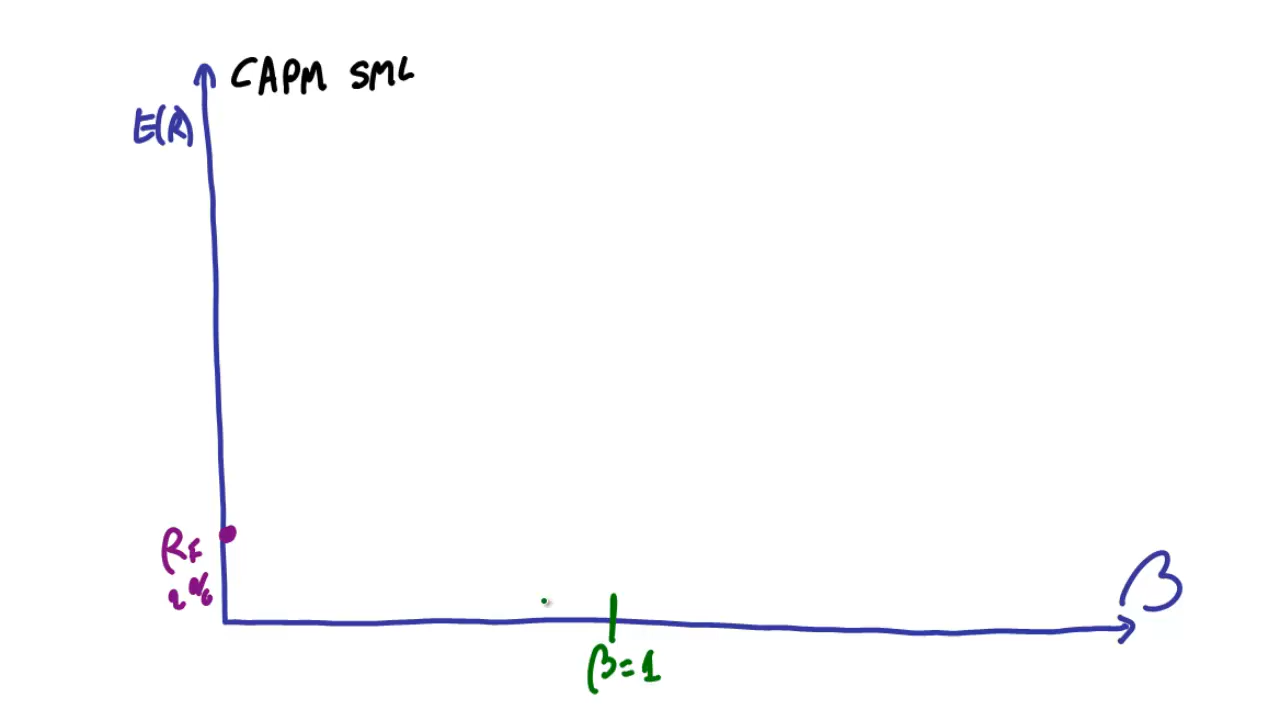 CAPM SML
E(R)
RF
2%
β
β=1